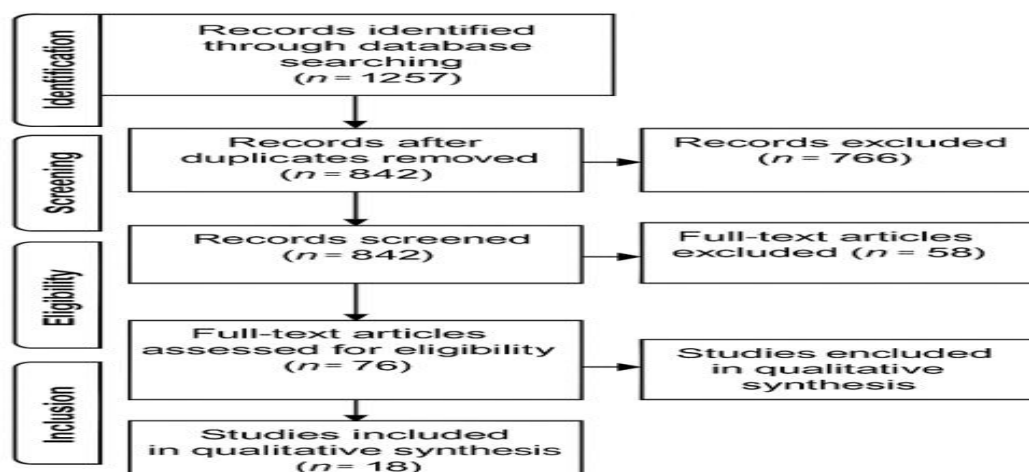 Identification
Records identified
through database
searching
(n = 1257)
Screening
Records after
duplicates removed
(n = 842)
Records excluded
(n = 766)
Eligibility
Records screened
(n = 842)
Full-text articles
excluded (n = 58)
Full-text articles
assessed for eligibility
(n = 76)
Studies encluded
in qualitative
synthesis
Inclusion
Studies included
in qualitative synthesis
(n = 18)